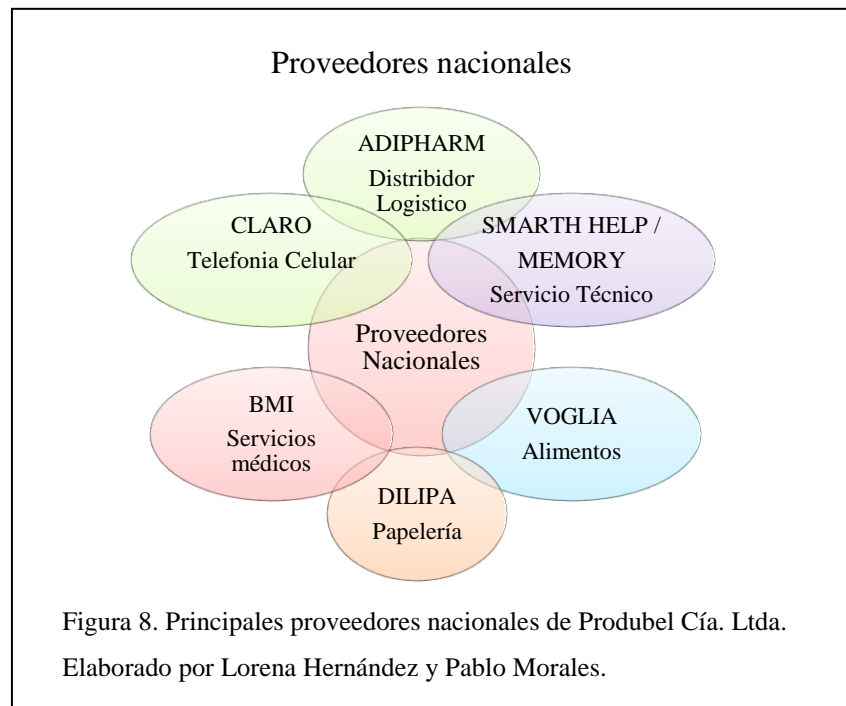 Proveedores nacionales
ADIPHARM
Distribidor
Logistico
CLARO
Telefonia Celular
SMARTH HELP /
MEMORY
Servicio Técnico
Proveedores
Nacionales
BMI
Servicios
médicos
VOGLIA
Alimentos
DILIPA
Papelería
Figura 8. Principales proveedores nacionales de Produbel Cía. Ltda.
Elaborado por Lorena Hernández y Pablo Morales.